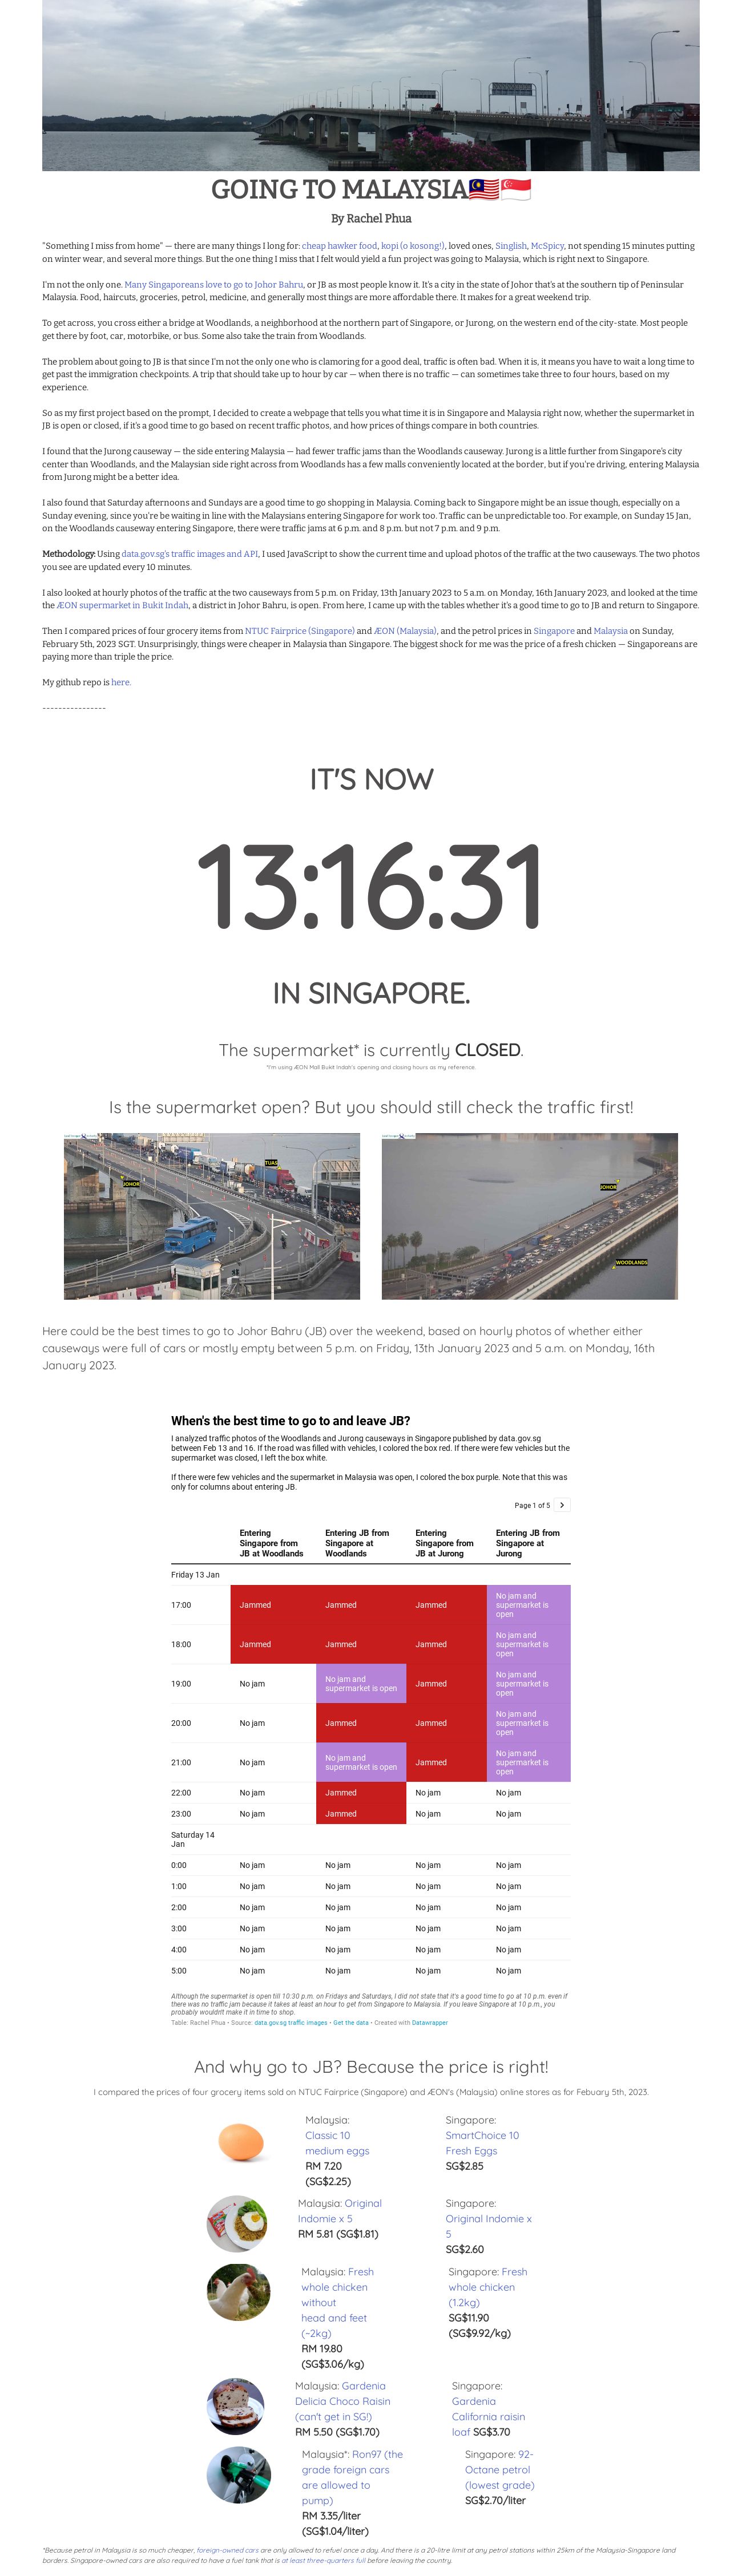 GOING TO MALAYSIA🇲🇾🇸🇬
By Rachel Phua
"Something I miss from home" — there are many things I long for: cheap hawker food, kopi (o kosong!), loved ones, Singlish, McSpicy, not spending 15 minutes putting
on winter wear, and several more things. But the one thing I miss that I felt would yield a fun project was going to Malaysia, which is right next to Singapore.
I'm not the only one. Many Singaporeans love to go to Johor Bahru, or JB as most people know it. It's a city in the state of Johor that's at the southern tip of Peninsular
Malaysia. Food, haircuts, groceries, petrol, medicine, and generally most things are more affordable there. It makes for a great weekend trip.
To get across, you cross either a bridge at Woodlands, a neighborhood at the northern part of Singapore, or Jurong, on the western end of the city-state. Most people
get there by foot, car, motorbike, or bus. Some also take the train from Woodlands.
The problem about going to JB is that since I'm not the only one who is clamoring for a good deal, traffic is often bad. When it is, it means you have to wait a long time to
get past the immigration checkpoints. A trip that should take up to hour by car — when there is no traffic — can sometimes take three to four hours, based on my
experience.
So as my first project based on the prompt, I decided to create a webpage that tells you what time it is in Singapore and Malaysia right now, whether the supermarket in
JB is open or closed, if it's a good time to go based on recent traffic photos, and how prices of things compare in both countries.
I found that the Jurong causeway — the side entering Malaysia — had fewer traffic jams than the Woodlands causeway. Jurong is a little further from Singapore's city
center than Woodlands, and the Malaysian side right across from Woodlands has a few malls conveniently located at the border, but if you're driving, entering Malaysia
from Jurong might be a better idea.
I also found that Saturday afternoons and Sundays are a good time to go shopping in Malaysia. Coming back to Singapore might be an issue though, especially on a
Sunday evening, since you're be waiting in line with the Malaysians entering Singapore for work too. Traffic can be unpredictable too. For example, on Sunday 15 Jan,
on the Woodlands causeway entering Singapore, there were traffic jams at 6 p.m. and 8 p.m. but not 7 p.m. and 9 p.m.
Methodology: Using data.gov.sg's traffic images and API, I used JavaScript to show the current time and upload photos of the traffic at the two causeways. The two photos
you see are updated every 10 minutes.
I also looked at hourly photos of the traffic at the two causeways from 5 p.m. on Friday, 13th January 2023 to 5 a.m. on Monday, 16th January 2023, and looked at the time
the ÆON supermarket in Bukit Indah, a district in Johor Bahru, is open. From here, I came up with the tables whether it's a good time to go to JB and return to Singapore.
Then I compared prices of four grocery items from NTUC Fairprice (Singapore) and ÆON (Malaysia), and the petrol prices in Singapore and Malaysia on Sunday,
February 5th, 2023 SGT. Unsurprisingly, things were cheaper in Malaysia than Singapore. The biggest shock for me was the price of a fresh chicken — Singaporeans are
paying more than triple the price.
My github repo is here.
----------------
IT'S NOW
13:16:31
IN SINGAPORE.
The supermarket* is currently CLOSED.
*I'm using ÆON Mall Bukit Indah's opening and closing hours as my reference.
Is the supermarket open? But you should still check the traffic first!
JOHOR TUAS
JOHOR
WOODLANDS
Here could be the best times to go to Johor Bahru (JB) over the weekend, based on hourly photos of whether either
causeways were full of cars or mostly empty between 5 p.m. on Friday, 13th January 2023 and 5 a.m. on Monday, 16th
January 2023.
When's the best time to go to and leave JB?
I analyzed traffic photos of the Woodlands and Jurong causeways in Singapore published by data.gov.sg
between Feb 13 and 16. If the road was filled with vehicles, I colored the box red. If there were few vehicles but the
supermarket was closed, I left the box white.
If there were few vehicles and the supermarket in Malaysia was open, I colored the box purple. Note that this was
only for columns about entering JB.
Page 1 of 5 >
Entering Singapore from JB at Woodlands
Entering JB from Singapore at Woodlands
Entering Singapore from JB at Jurong
Entering JB from Singapore at Jurong
Friday 13 Jan
17:00 Jammed Jammed Jammed No jam and supermarket is open
18:00 Jammed Jammed Jammed No jam and supermarket is open
19:00 No jam No jam and supermarket is open Jammed No jam and supermarket is open
20:00 No jam Jammed Jammed No jam and supermarket is open
21:00 No jam No jam and supermarket is open Jammed No jam and supermarket is open
22:00 No jam Jammed No jam No jam
23:00 No jam Jammed No jam No jam
Saturday 14
Jan
0:00 No jam No jam No jam No jam
1:00 No jam No jam No jam No jam
2:00 No jam No jam No jam No jam
3:00 No jam No jam No jam No jam
4:00 No jam No jam No jam No jam
5:00 No jam No jam No jam No jam
Although the supermarket is open till 10:30 p.m. on Fridays and Saturdays, I did not state that it's a good time to go at 10 p.m. even if
there was no traffic jam because it takes at least an hour to get from Singapore to Malaysia. If you leave Singapore at 10 p.m., you
probably wouldn't make it in time to shop.
Table: Rachel Phua • Source: data.gov.sg traffic images • Get the data • Created with Datawrapper
And why go to JB? Because the price is right!
I compared the prices of four grocery items sold on NTUC Fairprice (Singapore) and ÆON's (Malaysia) online stores as for Febuary 5th, 2023.
Malaysia:
Classic 10
medium eggs
RM 7.20
(SG$2.25)
Singapore:
SmartChoice 10
Fresh Eggs
SG$2.85
Malaysia: Original
Indomie x 5
RM 5.81 (SG$1.81)
Singapore:
Original Indomie x
5
SG$2.60
Malaysia: Fresh
whole chicken
without
head and feet
(~2kg)
RM 19.80
(SG$3.06/kg)
Singapore: Fresh
whole chicken
(1.2kg)
SG$11.90
(SG$9.92/kg)
Malaysia: Gardenia
Delicia Choco Raisin
(can't get in SG!)
RM 5.50 (SG$1.70)
Singapore:
Gardenia
California raisin
loaf SG$3.70
Malaysia*: Ron97 (the
grade foreign cars
are allowed to
pump)
RM 3.35/liter
(SG$1.04/liter)
Singapore: 92-
Octane petrol
(lowest grade)
SG$2.70/liter
*Because petrol in Malaysia is so much cheaper, foreign-owned cars are only allowed to refuel once a day. And there is a 20-litre limit at any petrol stations within 25km of the Malaysia-Singapore land
borders. Singapore-owned cars are also required to have a fuel tank that is at least three-quarters full before leaving the country.